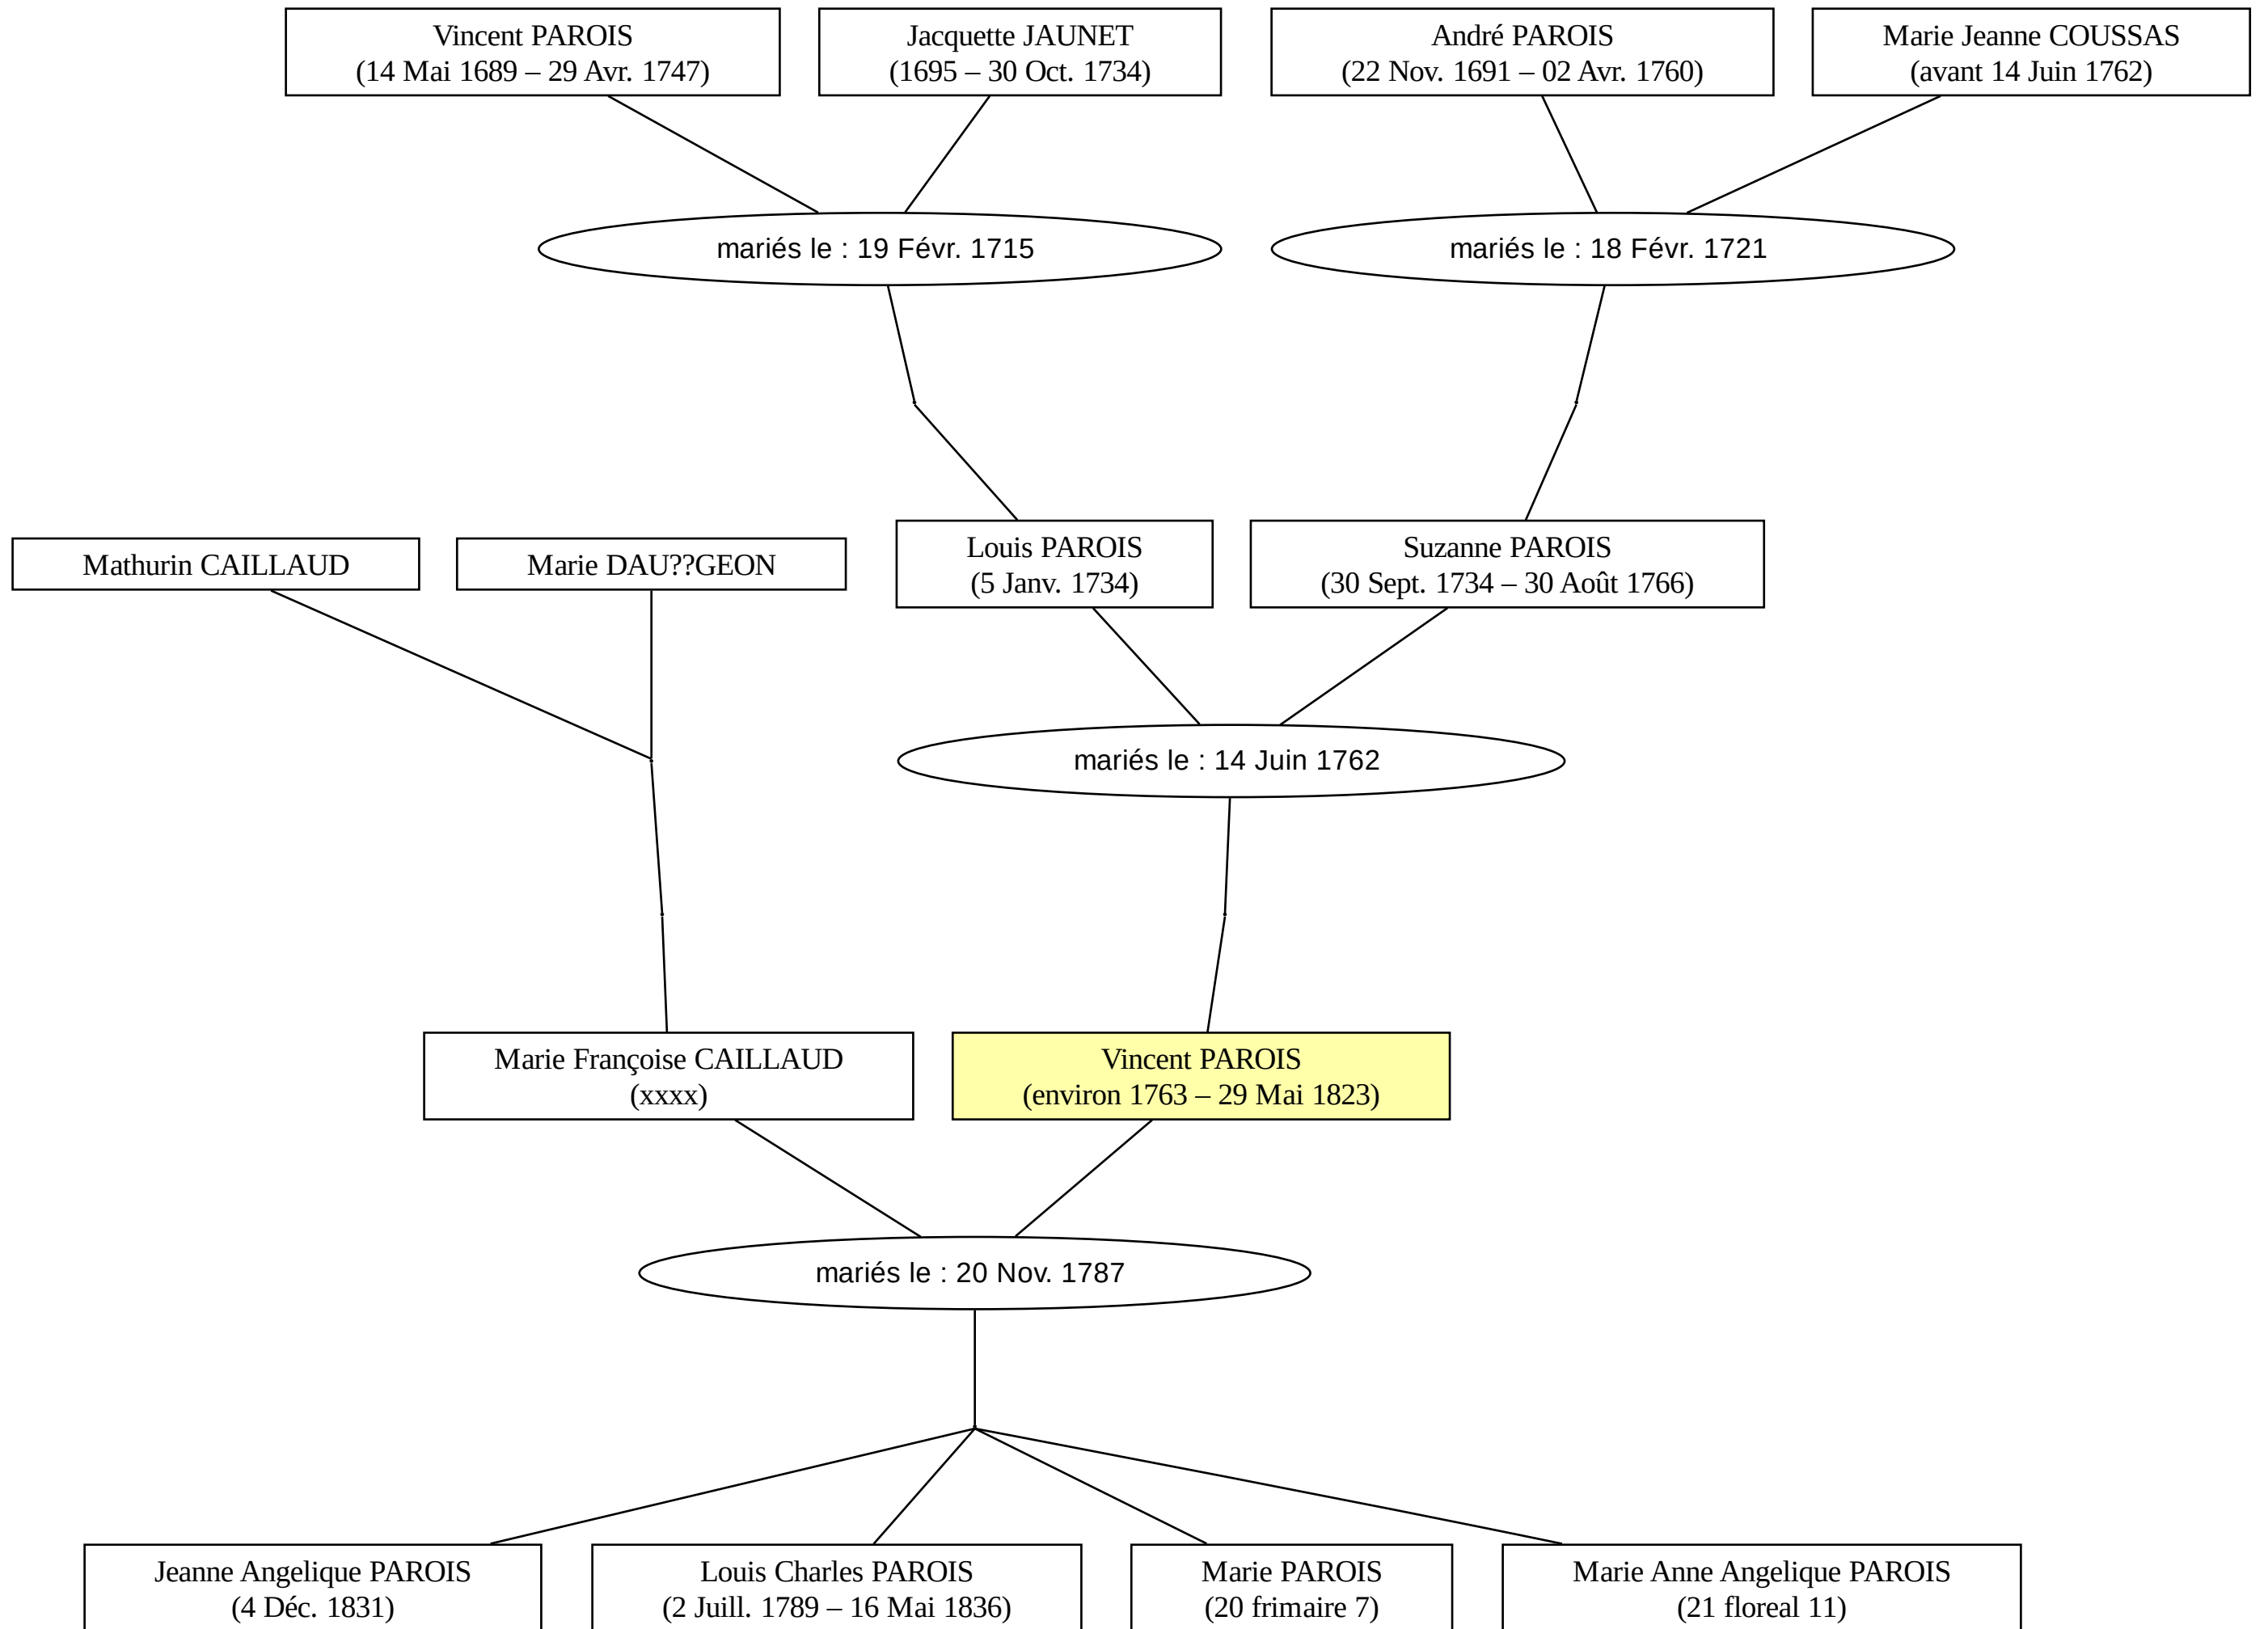 Vincent PAROIS
(14 Mai 1689 – 29 Avr. 1747)
Jacquette JAUNET
(1695 – 30 Oct. 1734)
André PAROIS
(22 Nov. 1691 – 02 Avr. 1760)
Marie Jeanne COUSSAS
(avant 14 Juin 1762)
mariés le : 19 Févr. 1715
mariés le : 18 Févr. 1721
Mathurin CAILLAUD
Marie DAU??GEON
Louis PAROIS
(5 Janv. 1734)
Suzanne PAROIS
(30 Sept. 1734 – 30 Août 1766)
mariés le : 14 Juin 1762
Marie Françoise CAILLAUD
(xxxx)
Vincent PAROIS
(environ 1763 – 29 Mai 1823)
mariés le : 20 Nov. 1787
Jeanne Angelique PAROIS
(4 Déc. 1831)
Louis Charles PAROIS
(2 Juill. 1789 – 16 Mai 1836)
Marie PAROIS
(20 frimaire 7)
Marie Anne Angelique PAROIS
(21 floreal 11)